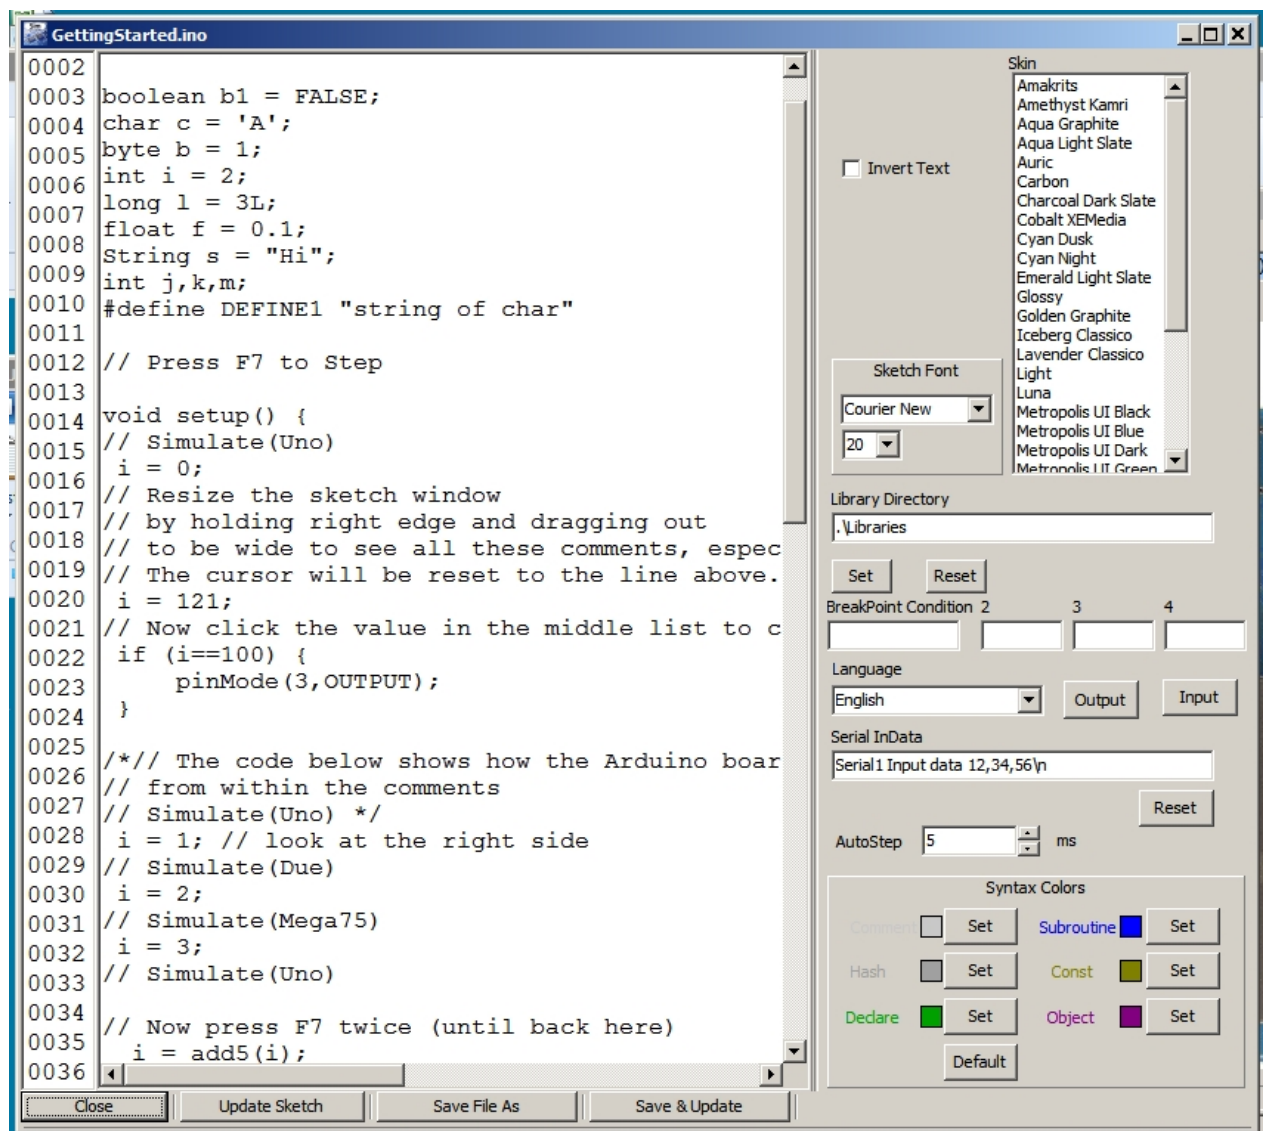 GettingStarted.ino
0002
0003 boolean b1 = FALSE;
0004 char c = 'A';
0005 byte b = 1;
0006 int i = 2;
0007 long l = 3L;
0008 float f = 0.1;
0009 String s = "Hi";
0010 int j,k,m;
0011 #define DEFINE1 "string of char"
0012
0013 // Press F7 to Step
0014
0015 void setup() {
0016 // Simulate(Uno)
0017 i = 0;
0018 // Resize the sketch window
0019 // by holding right edge and dragging out
0020 // to be wide to see all these comments, espec
0021 // The cursor will be reset to the line above.
0022 i = 121;
0023 // Now click the value in the middle list to c
0024 if (i==100) {
0025 pinMode(3,OUTPUT);
0026 }
0027
0028 /*// The code below shows how the Arduino boar
0029 // from within the comments
0030 // Simulate(Uno) */
0031 i = 1; // look at the right side
0032 // Simulate(Due)
0033 i = 2;
0034 // Simulate(Mega75)
0035 i = 3;
0036 // Simulate(Uno)
// Now press F7 twice (until back here)
i = add5(i);
Close
Update Sketch
Save File As
Save & Update
Invert Text
Skin
Amakrits
Amethyst Kamri
Aqua Graphite
Aqua Light Slate
Auric
Carbon
Charcoal Dark Slate
Cobalt XEMedia
Cyan Dusk
Cyan Night
Emerald Light Slate
Glossy
Golden Graphite
Iceberg Classico
Lavender Classico
Light
Luna
Metropolis UI Black
Metropolis UI Blue
Metropolis UI Dark
Metropolis UI Green
Sketch Font
Courier New
20
Library Directory
.\Libraries
Set Reset
BreakPoint Condition 2 3 4
Language
English
Output
Input
Serial InData
Serial1 Input data 12,34,56\n
Reset
AutoStep 5 ms
Syntax Colors
Comment Set Subroutine Set
Hash Set Const Set
Declare Set Object Set
Default